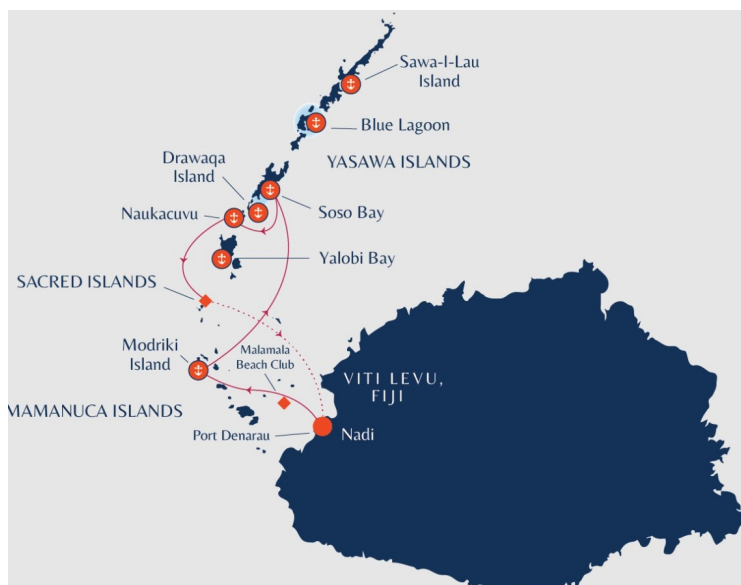 Sawa-I-Lau
Island
Blue Lagoon
YASAWA ISLANDS
Drawaqa
Island
Naukacuvu
Soso Bay
Yalobi Bay
SACRED ISLANDS
Modriki
Island
Malamala
Beach Club
VITI LEVU,
FIJI
MAMANUCA ISLANDS
Port Denarau
Nadi